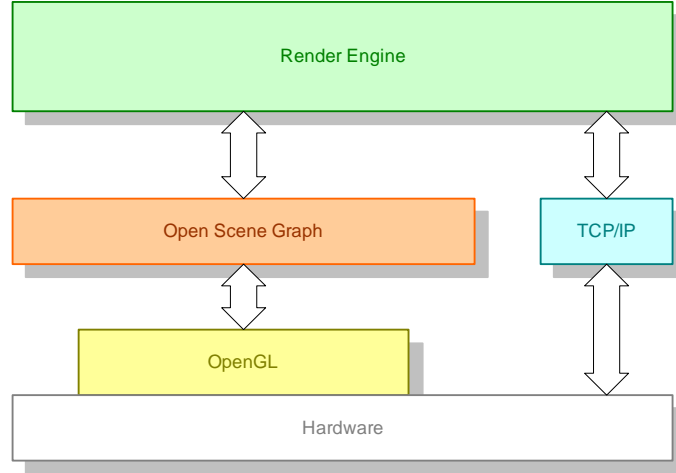 Render Engine
Open Scene Graph
TCP/IP
OpenGL
Hardware